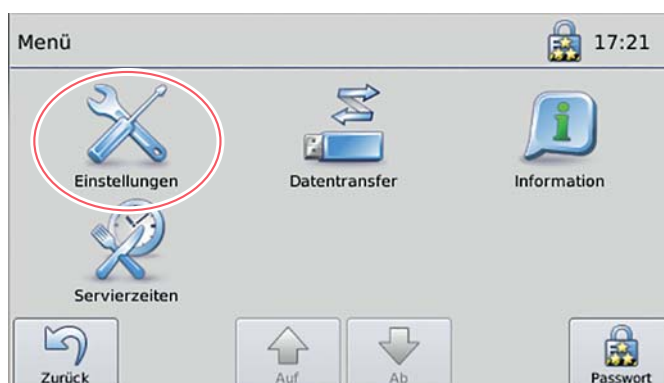 Menü 17:21
Einstellungen Datentransfer Information
Servierzeiten
Zurück Auf Ab Passwort